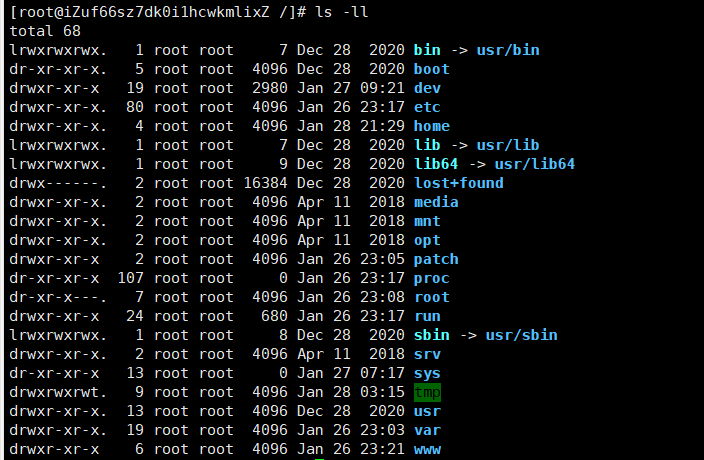 [root@iZuf66sz7dk0i1hcwkmlixZ /]# ls -ll
total 68
lrwxrwxrwx.   1 root root     7 Dec 28  2020 bin -> usr/bin
dr-xr-xr-x.   5 root root  4096 Dec 28  2020 boot
drwxr-xr-x   19 root root  2980 Jan 27 09:21 dev
drwxr-xr-x.  80 root root  4096 Jan 26 23:17 etc
drwxr-xr-x.   4 root root  4096 Jan 28 21:29 home
lrwxrwxrwx.   1 root root     7 Dec 28  2020 lib -> usr/lib
lrwxrwxrwx.   1 root root     9 Dec 28  2020 lib64 -> usr/lib64
drwx------.   2 root root 16384 Dec 28  2020 lost+found
drwxr-xr-x.   2 root root  4096 Apr 11  2018 media
drwxr-xr-x.   2 root root  4096 Apr 11  2018 mnt
drwxr-xr-x.   2 root root  4096 Apr 11  2018 opt
drwxr-xr-x    2 root root  4096 Jan 26 23:05 patch
dr-xr-xr-x  107 root root     0 Jan 26 23:17 proc
dr-xr-x---.   7 root root  4096 Jan 26 23:08 root
drwxr-xr-x   24 root root   680 Jan 26 23:17 run
lrwxrwxrwx.   1 root root     8 Dec 28  2020 sbin -> usr/sbin
drwxr-xr-x.   2 root root  4096 Apr 11  2018 srv
dr-xr-xr-x   13 root root     0 Jan 27 07:17 sys
drwxrwxrwt.   9 root root  4096 Jan 28 03:15 tmp
drwxr-xr-x.  13 root root  4096 Dec 28  2020 usr
drwxr-xr-x.  19 root root  4096 Jan 26 23:03 var
drwxr-xr-x    6 root root  4096 Jan 26 23:21 www